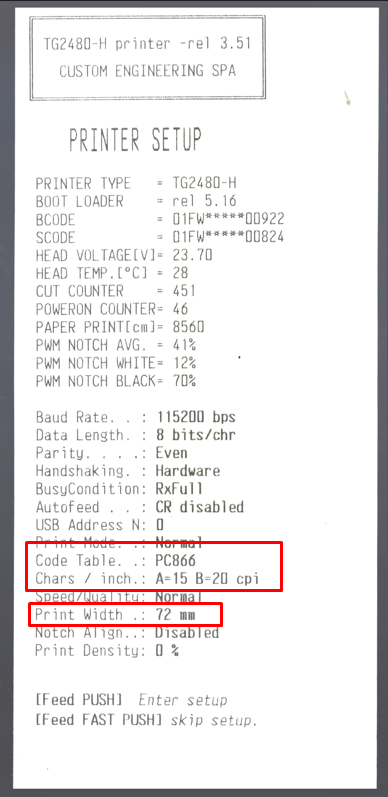 TG2480-H printer -rel 3.51
CUSTOM ENGINEERING SPA
PRINTER SETUP
PRINTER TYPE = TG2480-H
BOOT LOADER = rel 5.16
BCODE = 01FW*****00922
SCODE = 01FW*****00824
HEAD VOLTAGE[V]= 23.70
HEAD TEMP.[°C] = 28
CUT COUNTER = 451
POWERON COUNTER= 46
PAPER PRINT[cm]= 8560
PWM NOTCH AVG. = 41%
PWM NOTCH WHITE= 12%
PWM NOTCH BLACK= 70%
Baud Rate. . .: 115200 bps
Data Length. : 8 bits/chr
Parity. . . .: Even
Handshaking. : Hardware
BusyCondition: RxFull
Autofeed . . : CR disabled
USB Address N: 0
Print Mode. .: Normal
Code Table. .: PC866
Chars / inch.: A=15 B=20 cpi
Speed/Quality: Normal
Print Width .: 72 mm
Notch Align..: Disabled
Print Density: 0 %
[Feed PUSH] Enter setup
[Feed FAST PUSH] skip setup.